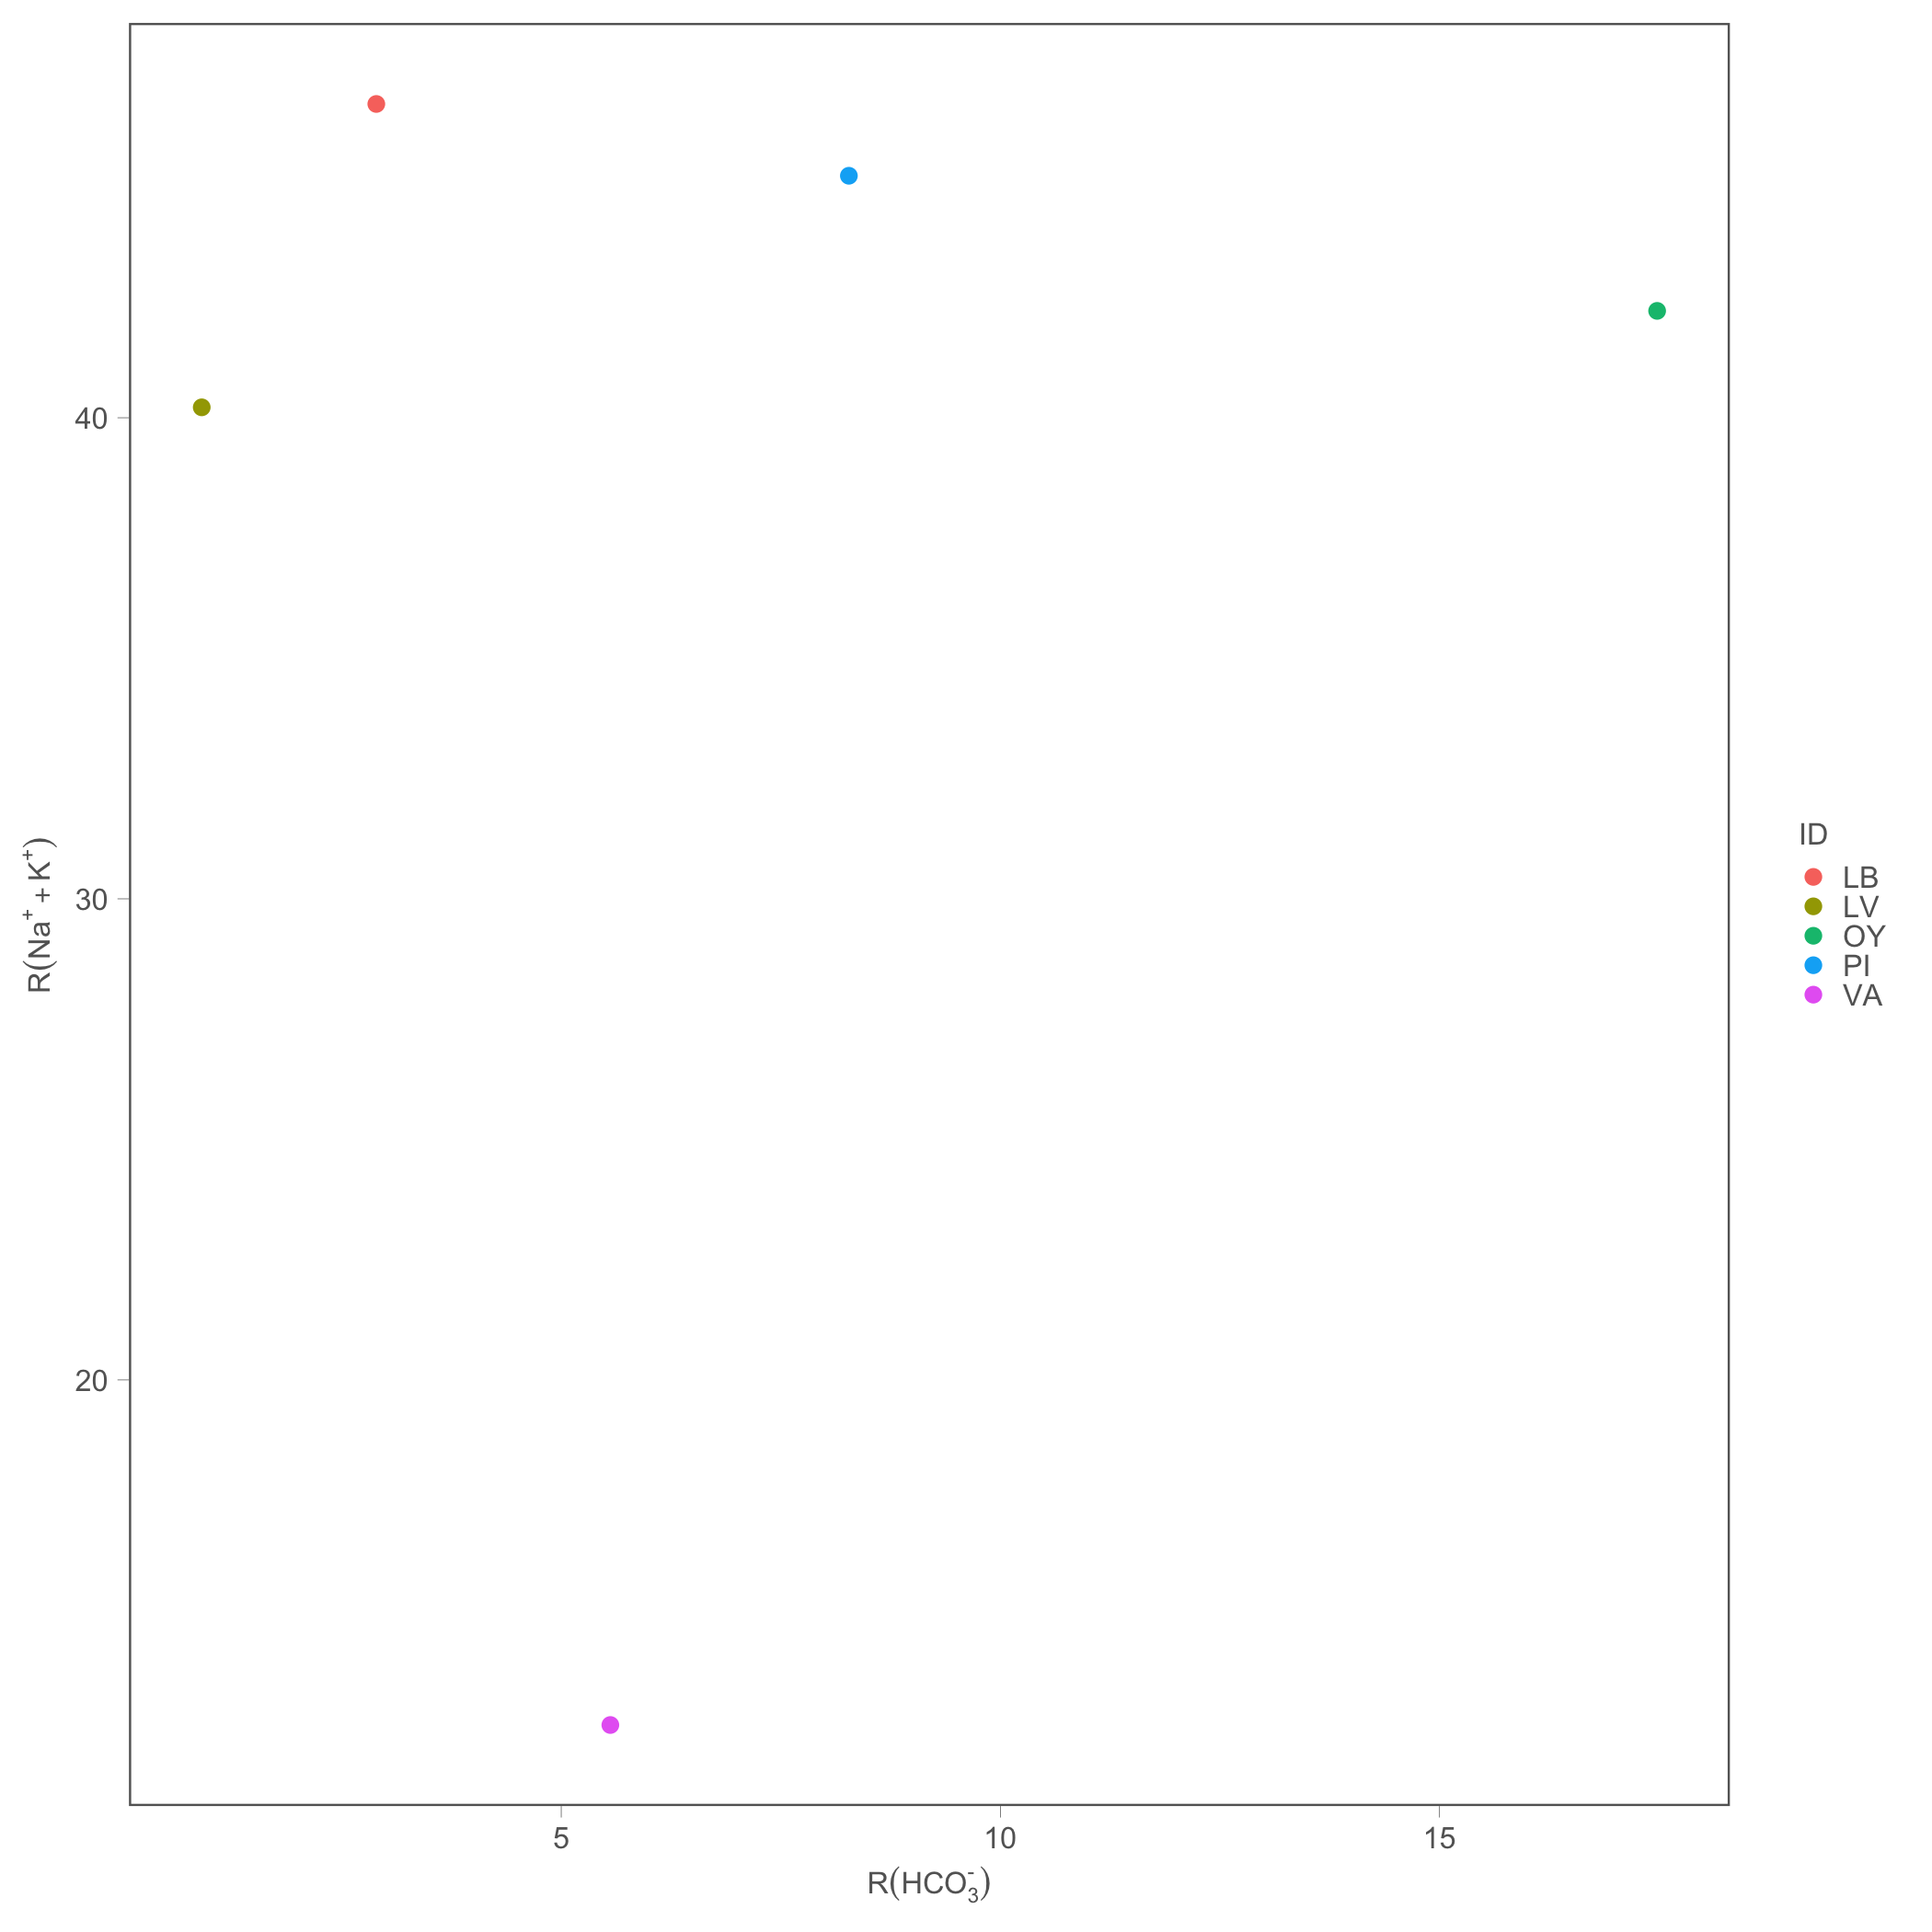 R(Na⁺ + K⁺)
40
30
20
5 10 15
R(HCO₃⁻)
ID
LB
LV
OY
PI
VA